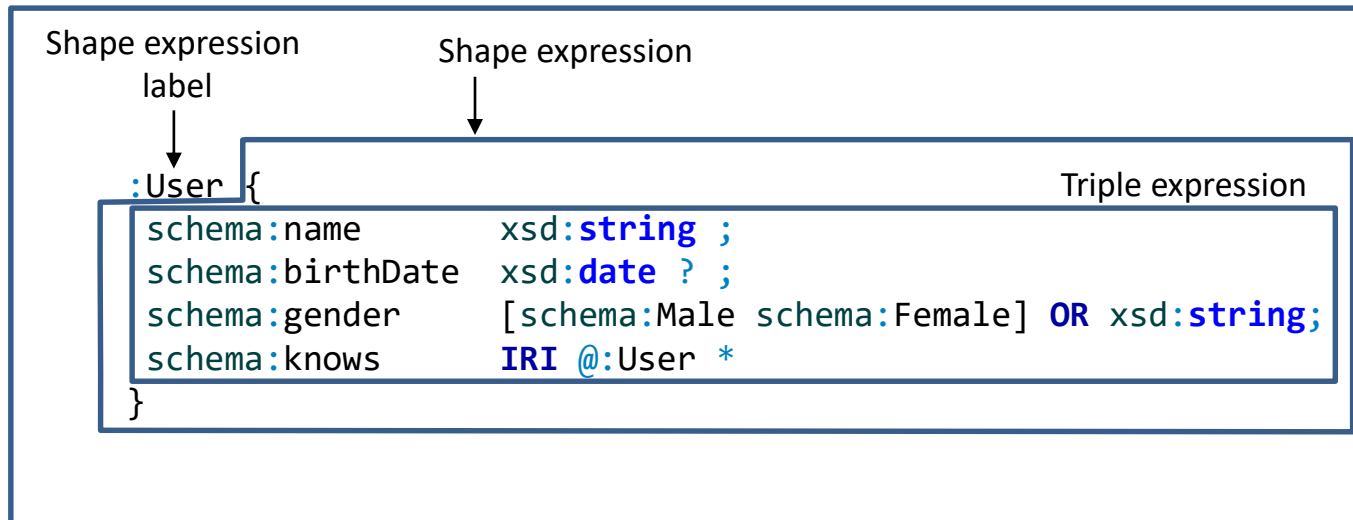 Shape expression
label
Shape expression
:User {
Triple expression
schema:name xsd:string ;
schema:birthDate xsd:date ? ;
schema:gender [schema:Male schema:Female] OR xsd:string;
schema:knows IRI @:User *
}